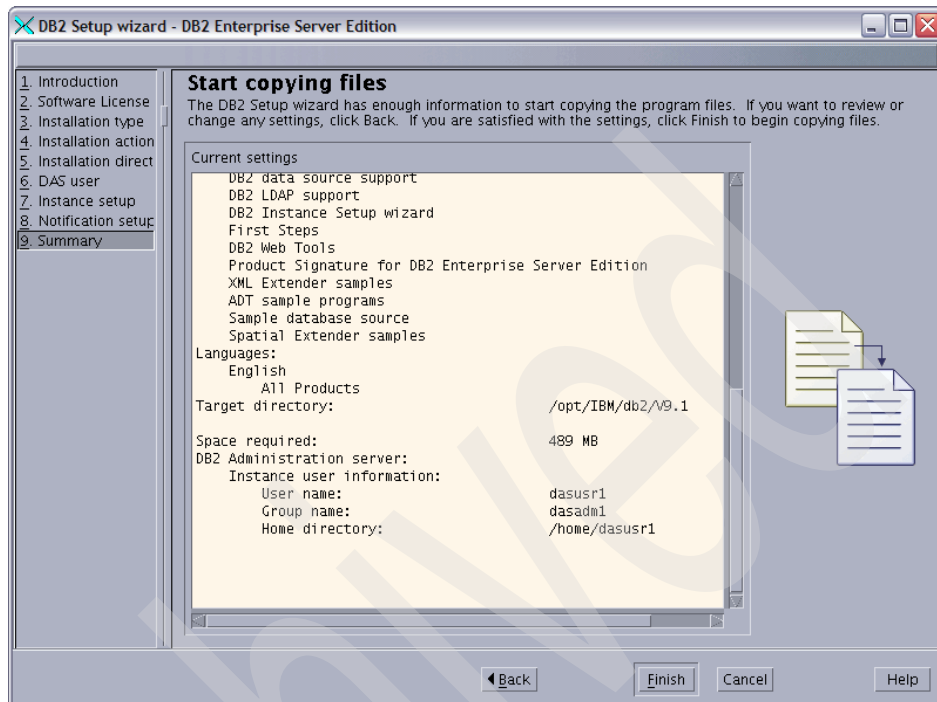 DB2 Setup wizard - DB2 Enterprise Server Edition
1. Introduction
2. Software License
3. Installation type
4. Installation action
5. Installation direct
6. DAS user
7. Instance setup
8. Notification setup
9. Summary
Start copying files
The DB2 Setup wizard has enough information to start copying the program files. If you want to review or
change any settings, click Back. If you are satisfied with the settings, click Finish to begin copying files.
Current settings
DB2 data source support
DB2 LDAP support
DB2 Instance Setup wizard
First Steps
DB2 Web Tools
Product Signature for DB2 Enterprise Server Edition
XML Extender samples
ADT sample programs
Sample database source
Spatial Extender samples
Languages:
English
All Products
Target directory: /opt/IBM/db2/V9.1
Space required: 489 MB
DB2 Administration server:
Instance user information:
User name: dasusr1
Group name: dasadm1
Home directory: /home/dasusr1
Back Finish Cancel Help